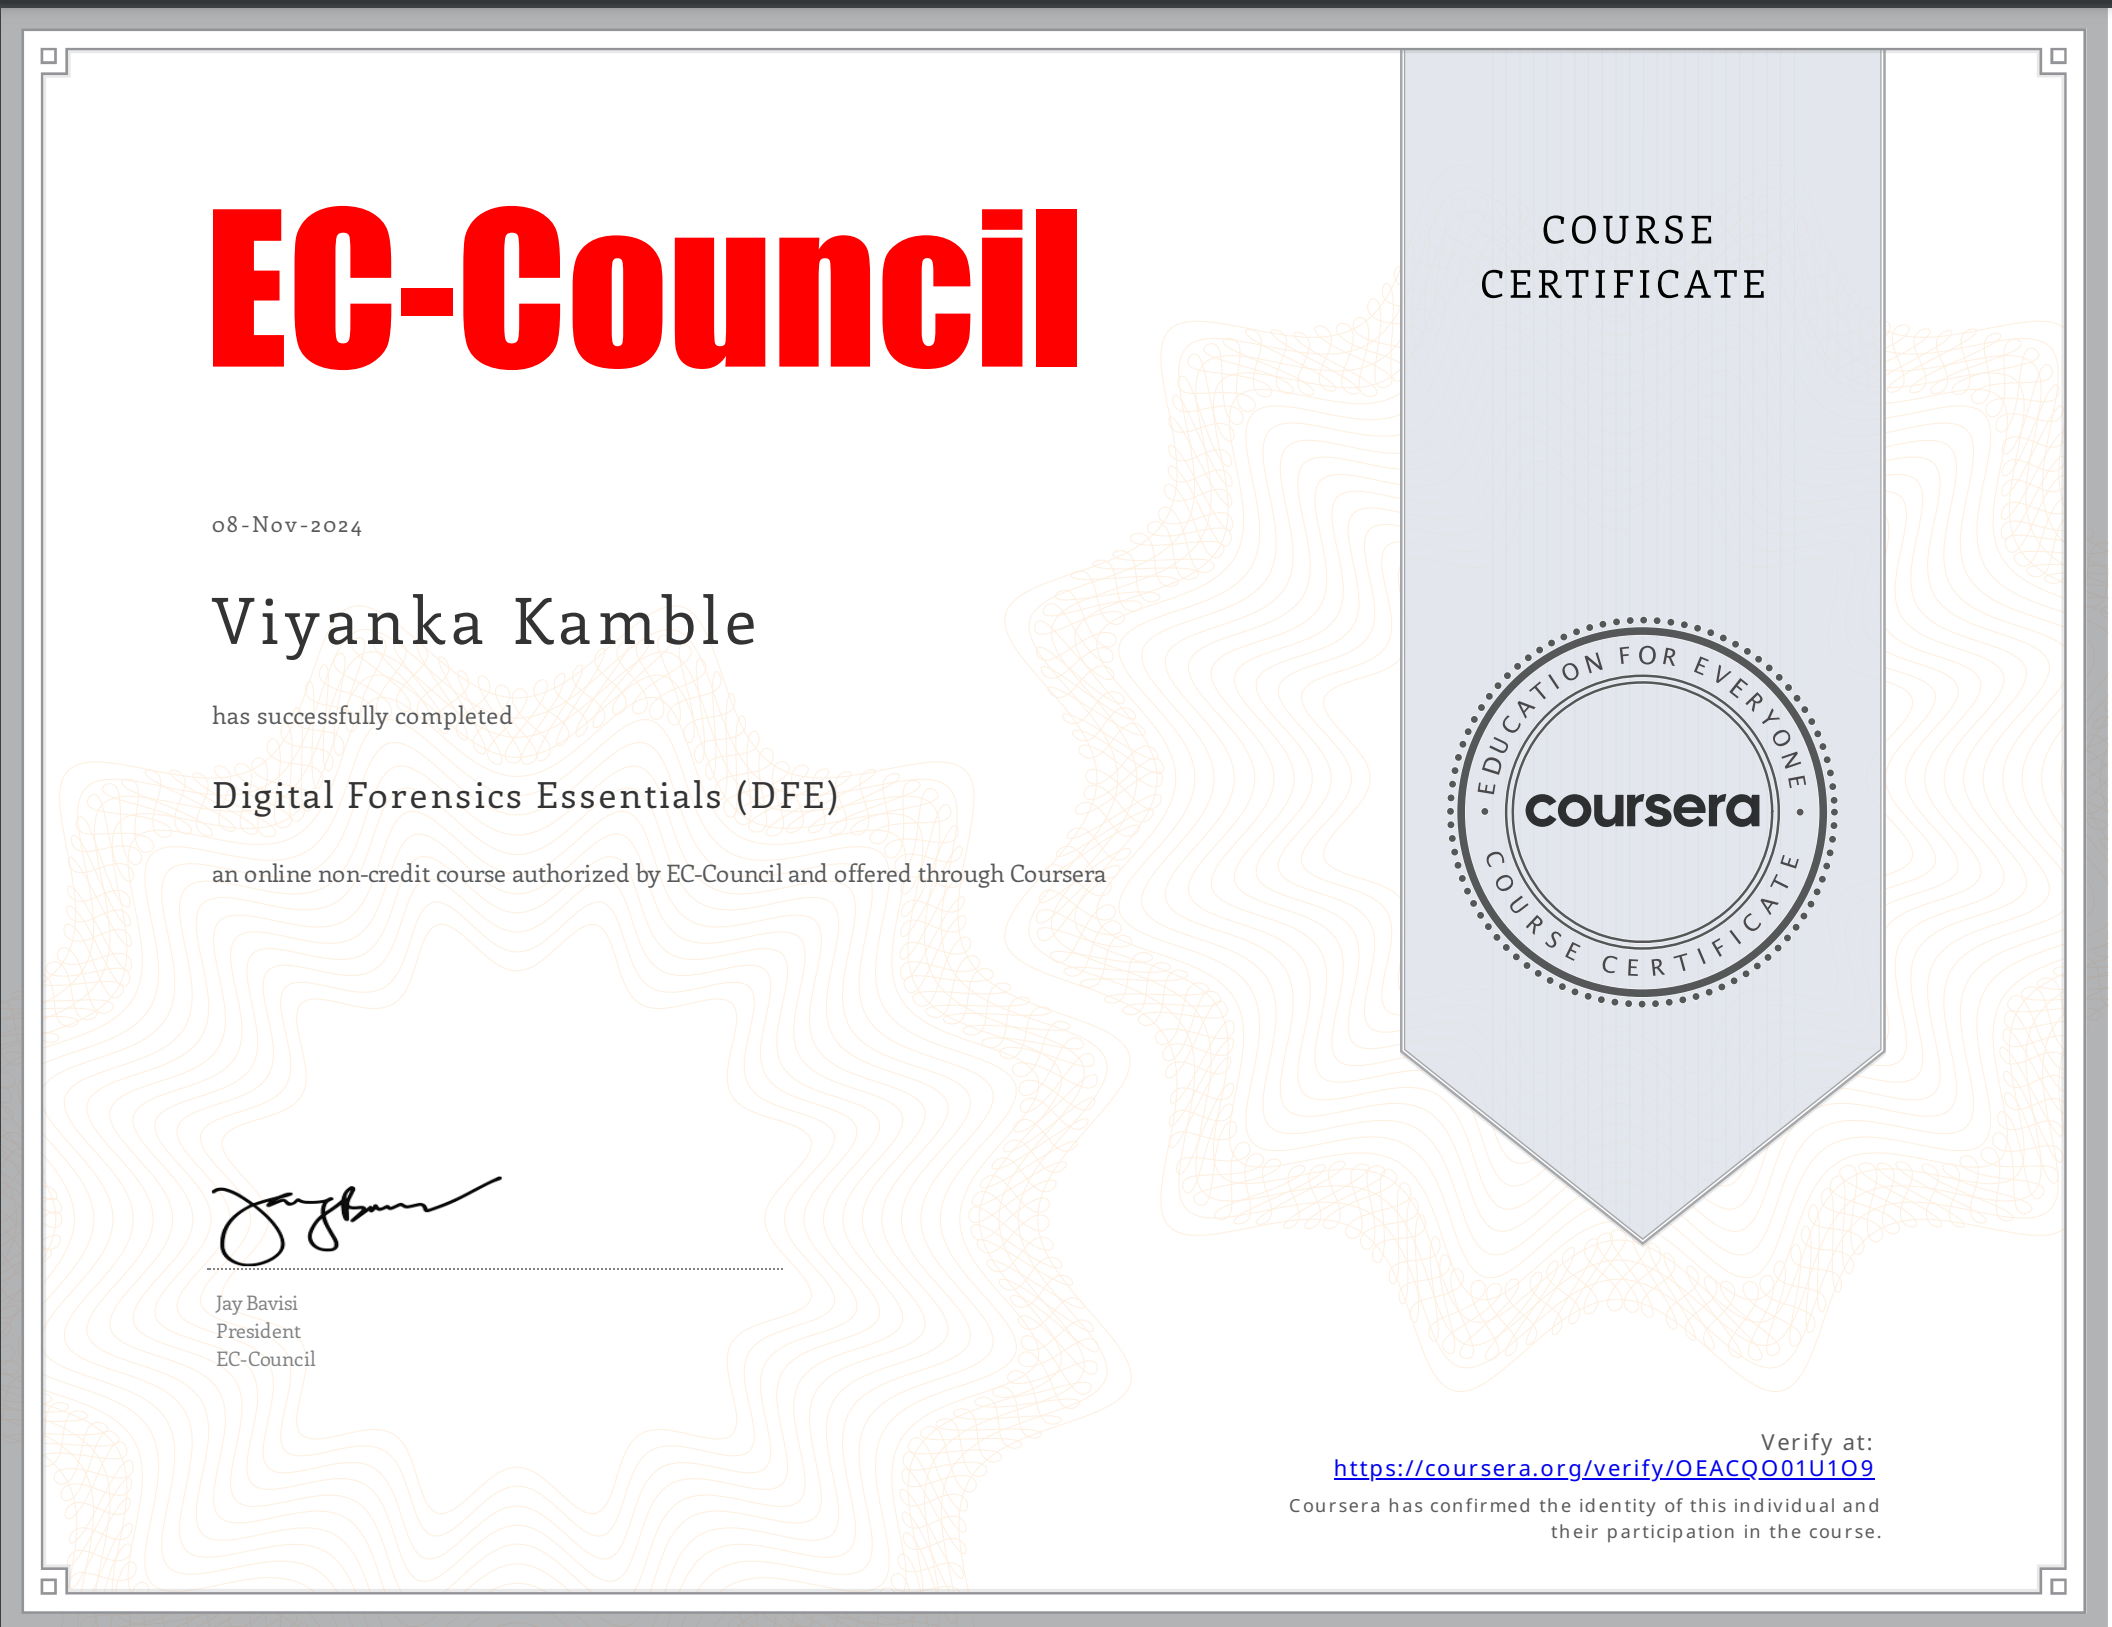 EC-Council
COURSE
CERTIFICATE
08-Nov-2024
Viyanka Kamble
has successfully completed
Digital Forensics Essentials (DFE)
an online non-credit course authorized by EC-Council and offered through Coursera
EDUCATION FOR EVERYONE
coursera
COURSE CERTIFICATE
Jay Bavisi
President
EC-Council
Verify at:
https://coursera.org/verify/OEACQO01U1O9
Coursera has confirmed the identity of this individual and
their participation in the course.